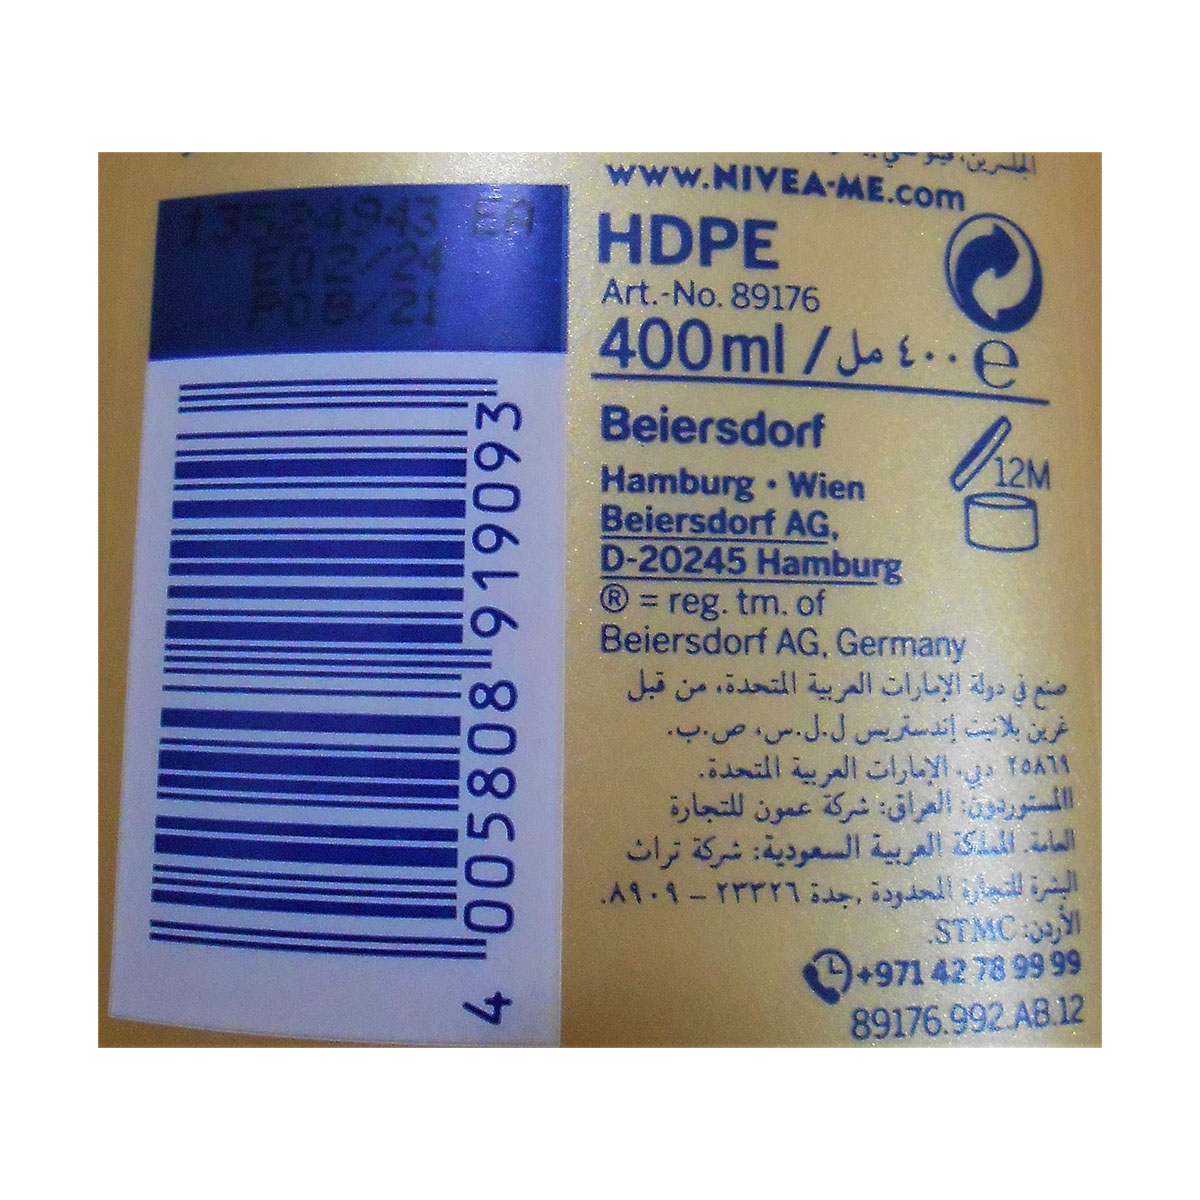 13524943 EA
E02/24
P08/21
4 005808 919093
www.NIVEA-ME.com
HDPE
Art.-No. 89176
400 ml / ٤٠٠ مل e
Beiersdorf
12M
Hamburg • Wien
Beiersdorf AG,
D-20245 Hamburg
® = reg. tm. of
Beiersdorf AG, Germany
صنع في دولة الإمارات العربية المتحدة، من قبل
غرين بلانيت إندستريس ل.ل.س، ص.ب.
٢٥٨٦٩ دبي، الإمارات العربية المتحدة.
المستوردون: العراق: شركة عمون للتجارة
العامة. المملكة العربية السعودية: شركة تراث
البشرة للتجارة المحدودة ,جدة ٢٣٣٢٦ – ٨٩٠٩.
الأردن: STMC.
+971 42 78 99 99
89176.992.AB.12